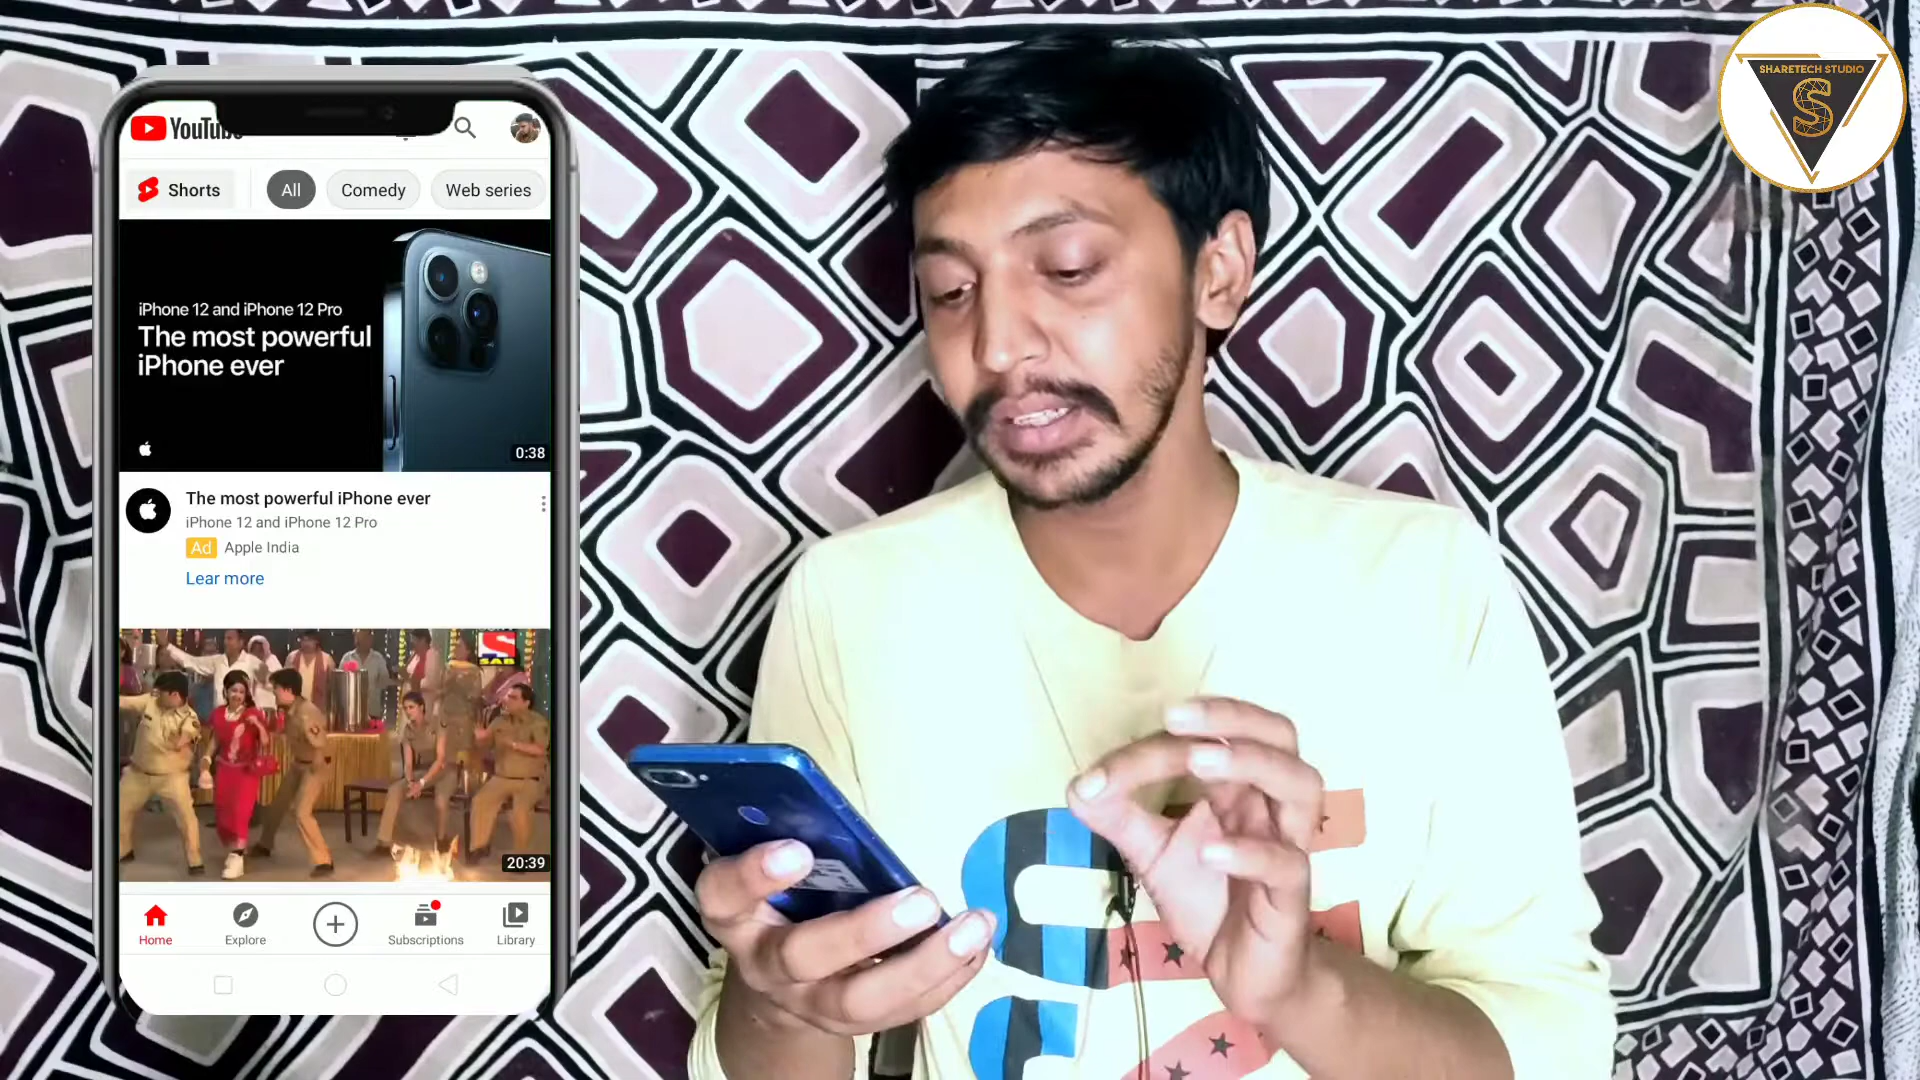 SHARETECH STUDIO
S
YouTube
Shorts
All
Comedy
Web series
iPhone 12 and iPhone 12 Pro
The most powerful
iPhone ever
0:38
The most powerful iPhone ever
iPhone 12 and iPhone 12 Pro
Ad Apple India
Lear more
S
SAB
20:39
Home
Explore
Subscriptions
Library